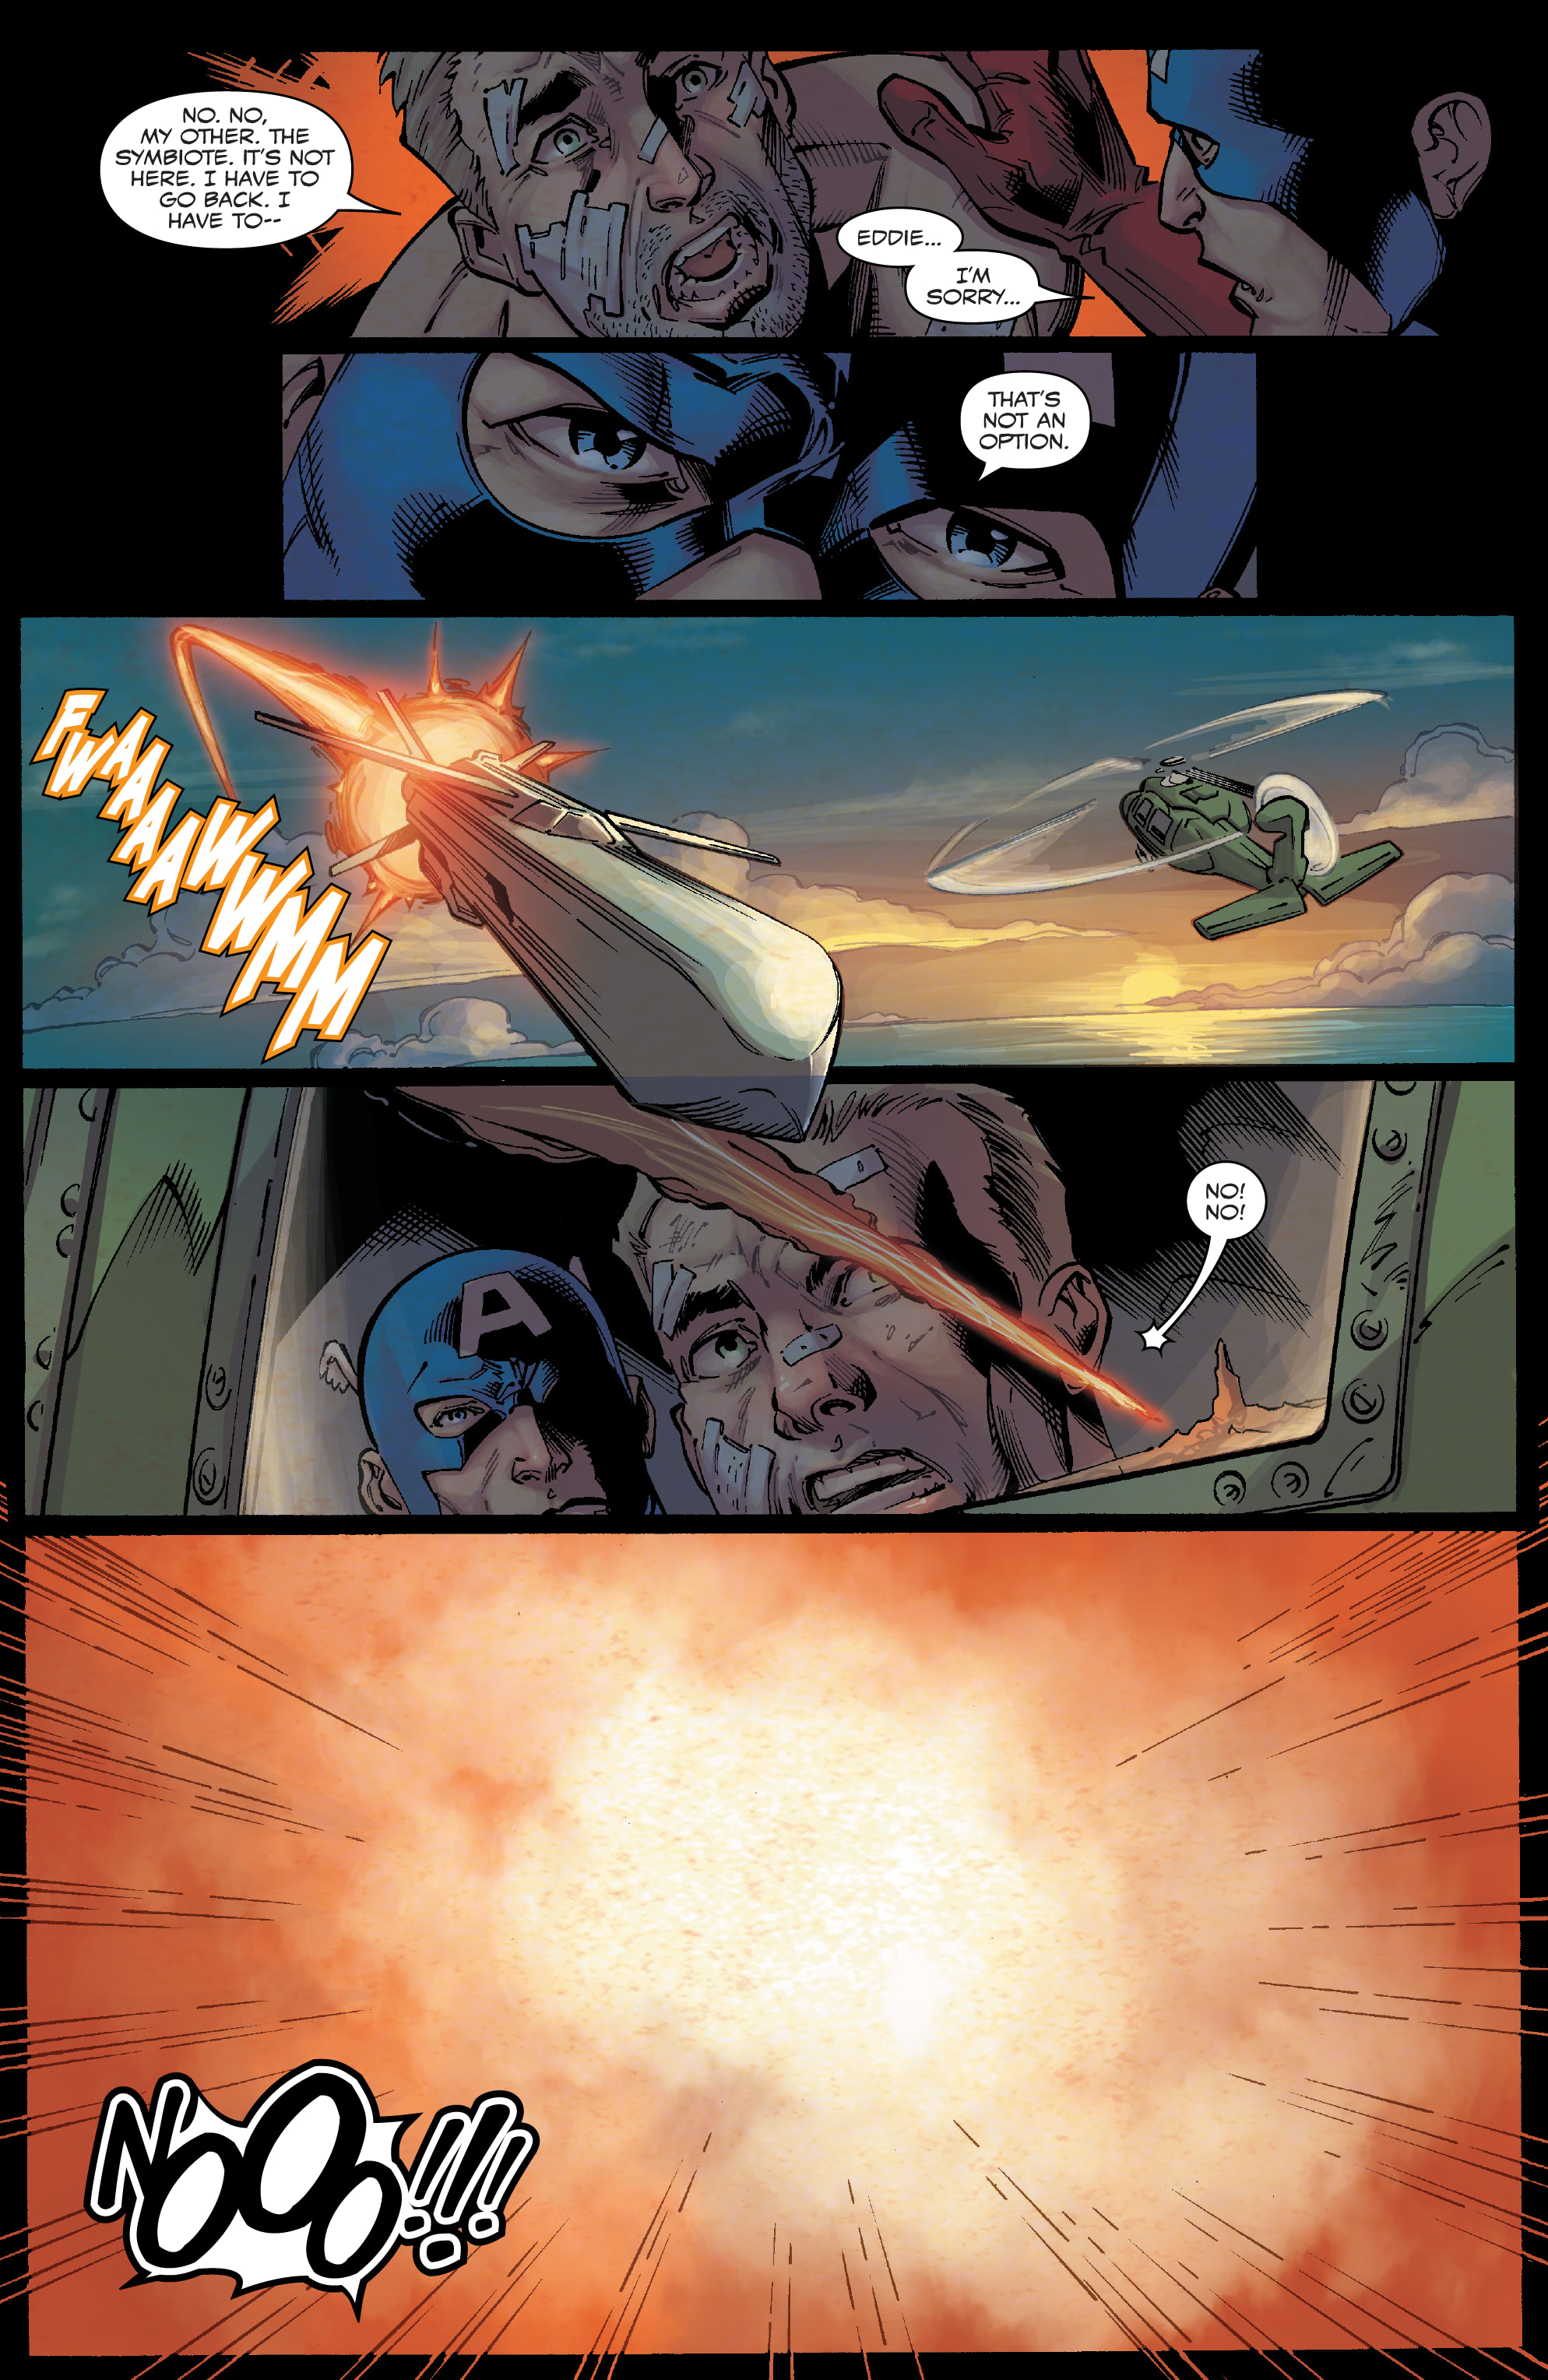 NO. NO,
MY OTHER. THE
SYMBIOTE. IT'S NOT
HERE. I HAVE TO
GO BACK. I
HAVE TO--
EDDIE...
I'M
SORRY...
THAT'S
NOT AN
OPTION.
FWAAAAWWMM
A
NO!
NO!
NOOO!!!